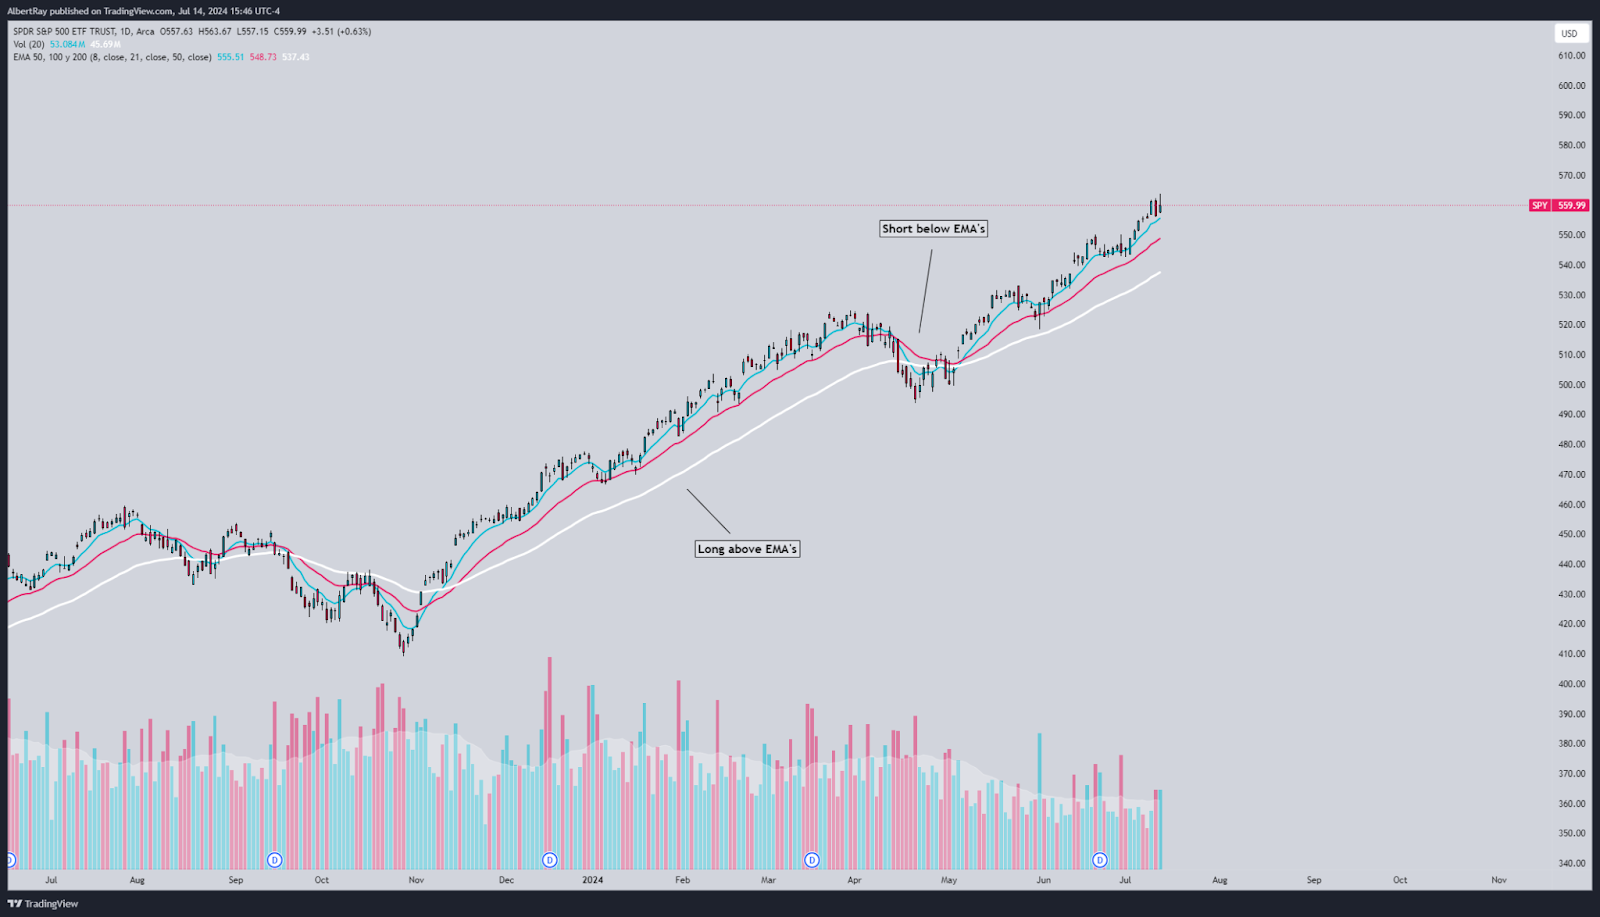 AlbertRay published on TradingView.com, Jul 14, 2024 15:46 UTC-4
SPDR S&P 500 ETF TRUST, 1D, Arca O557.63 H563.67 L557.15 C559.99 +3.51 (+0.63%)
Vol (20) 53.084M 45.69M
EMA 50, 100 y 200 (8, close, 21, close, 50, close) 555.51 548.73 537.43
USD
610.00
600.00
590.00
580.00
570.00
SPY 559.99
550.00
540.00
530.00
520.00
510.00
500.00
490.00
480.00
470.00
460.00
450.00
440.00
430.00
420.00
410.00
400.00
390.00
380.00
370.00
360.00
350.00
340.00
Short below EMA's
Long above EMA's
D D D D D
Jul Aug Sep Oct Nov Dec 2024 Feb Mar Apr May Jun Jul Aug Sep Oct Nov
TradingView